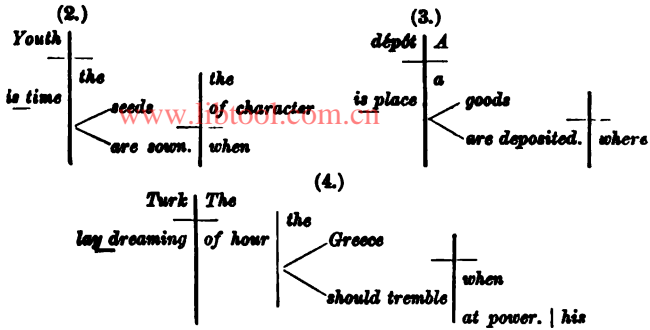 (2.) (3.)
Youth dépôt A
the the a
is time is place goods
seeds of character
are sown. when are deposited. where
www.libtool.com.cn
(4.)
Turk The
the
lay dreaming of hour Greece
when
should tremble
at power. his